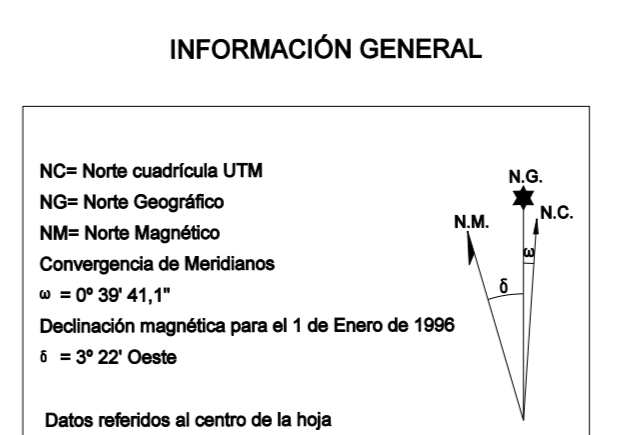 INFORMACIÓN GENERAL
NC= Norte cuadrícula UTM
NG= Norte Geográfico
NM= Norte Magnético
Convergencia de Meridianos
ω = 0º 39' 41,1"
Declinación magnética para el 1 de Enero de 1996
δ = 3º 22' Oeste
Datos referidos al centro de la hoja
N.G.
N.M.
N.C.
ω
δ